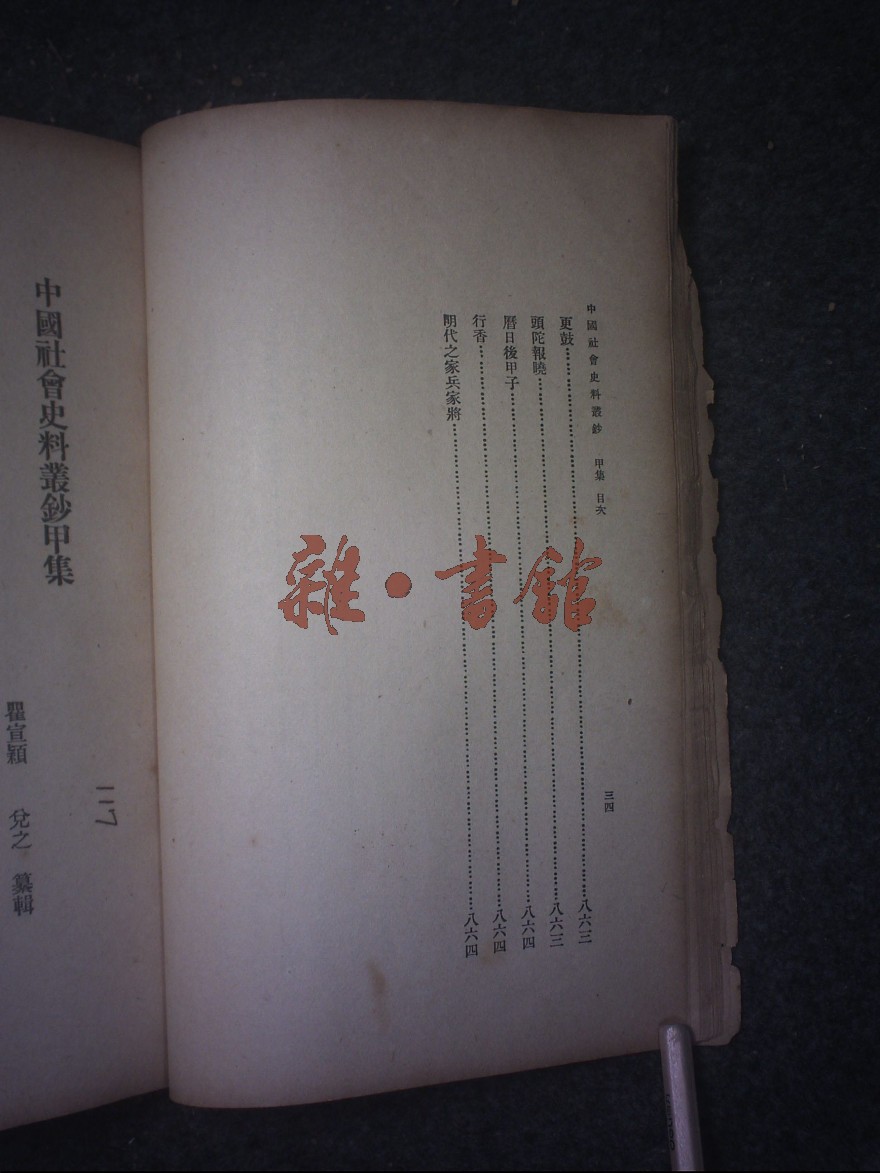 中國社會史料叢鈔 甲集 目次
三四
更鼓……八六三
頭陀報曉……八六三
曆日後甲子……八六四
行香……八六四
明代之家兵家將……八六四
雜·書館
中國社會史料叢鈔甲集
瞿宣穎 兌之 纂輯